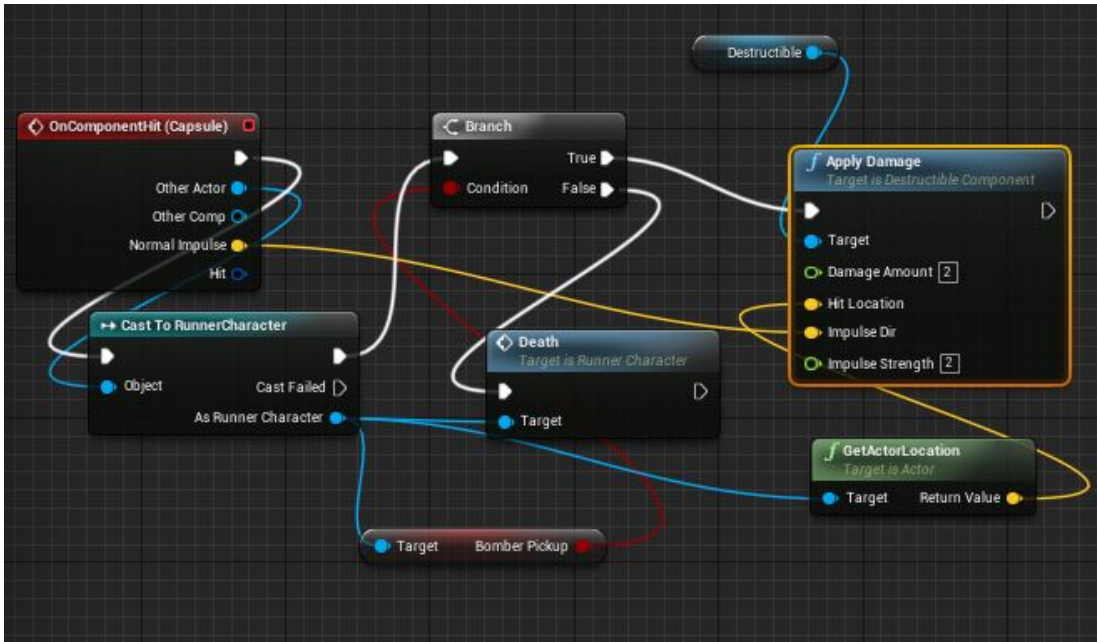 Destructible
OnComponentHit (Capsule)
Other Actor
Other Comp
Normal Impulse
Hit
Branch
True
Condition
False
Apply Damage
Target is Destructible Component
Target
Damage Amount 2
Hit Location
Impulse Dir
Impulse Strength 2
Cast To RunnerCharacter
Object
Cast Failed
As Runner Character
Death
Target is Runner Character
Target
GetActorLocation
Target is Actor
Target Return Value
Target Bomber Pickup